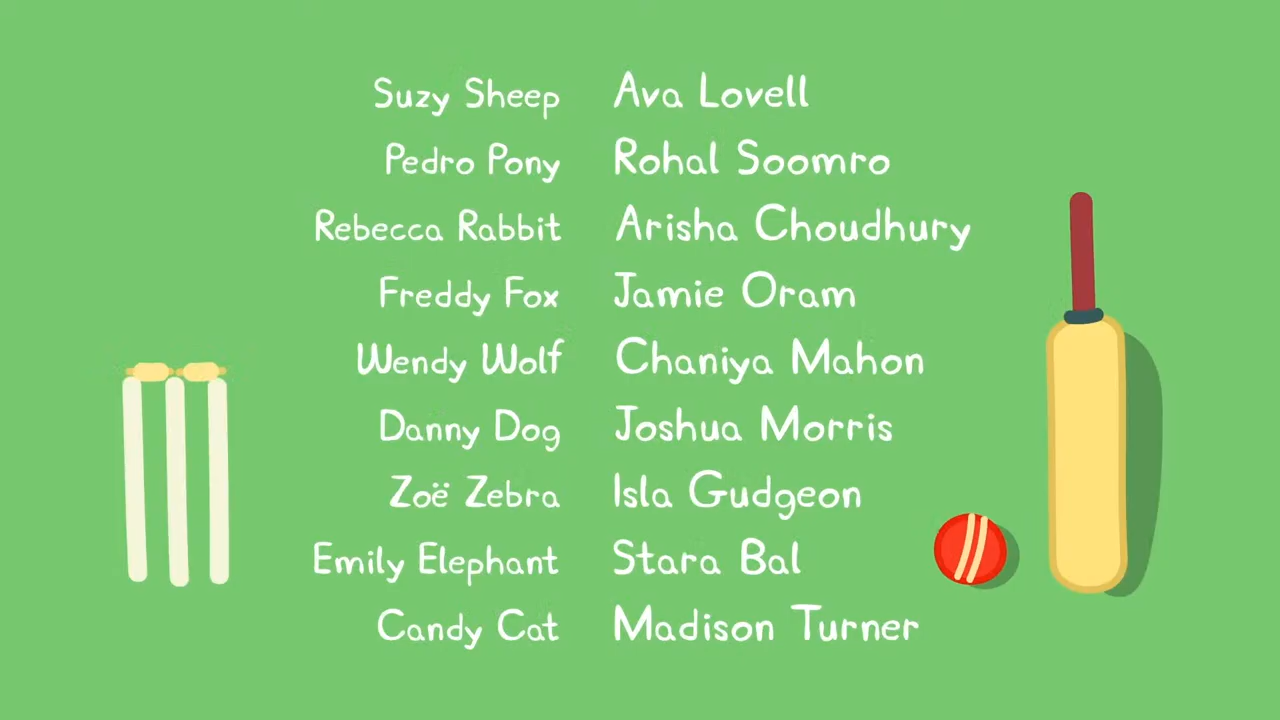 Suzy Sheep Ava Lovell
Pedro Pony Rohal Soomro
Rebecca Rabbit Arisha Choudhury
Freddy Fox Jamie Oram
Wendy Wolf Chaniya Mahon
Danny Dog Joshua Morris
Zoë Zebra Isla Gudgeon
Emily Elephant Stara Bal
Candy Cat Madison Turner